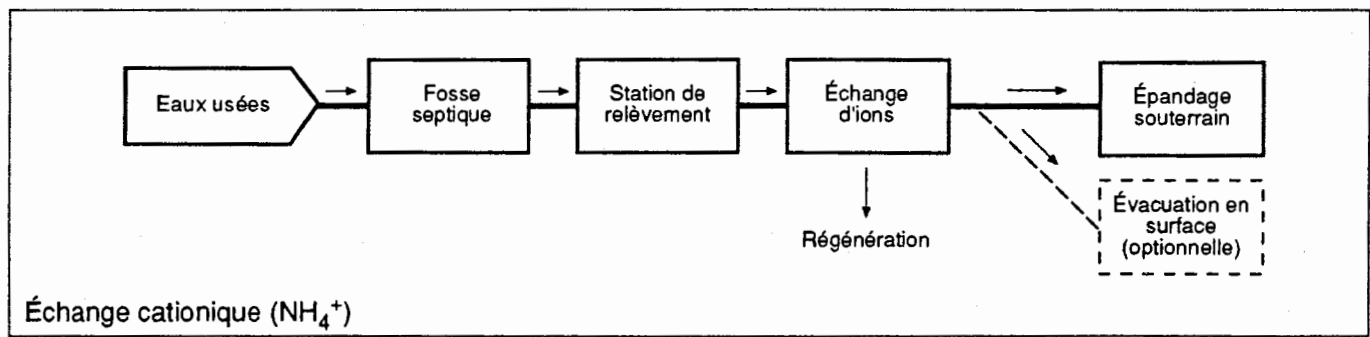 Eaux usées
Fosse
septique
Station de
relèvement
Échange
d'ions
Épandage
souterrain
Évacuation en
surface
(optionnelle)
Régénération
Échange cationique (NH₄⁺)